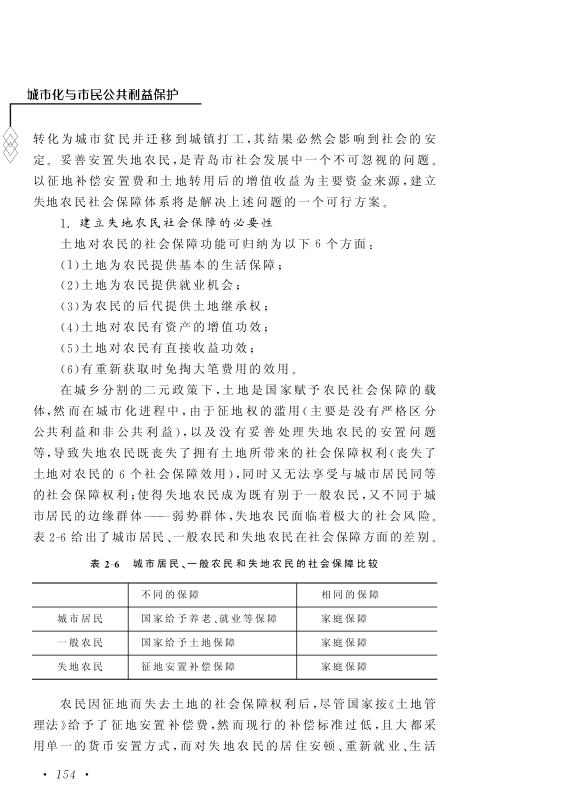 城市化与市民公共利益保护
转化为城市贫民并迁移到城镇打工,其结果必然会影响到社会的安
定。妥善安置失地农民,是青岛市社会发展中一个不可忽视的问题。
以征地补偿安置费和土地转用后的增值收益为主要资金来源,建立
失地农民社会保障体系将是解决上述问题的一个可行方案。
1. 建立失地农民社会保障的必要性
土地对农民的社会保障功能可归纳为以下 6 个方面:
(1)土地为农民提供基本的生活保障;
(2)土地为农民提供就业机会;
(3)为农民的后代提供土地继承权;
(4)土地对农民有资产的增值功效;
(5)土地对农民有直接收益功效;
(6)有重新获取时免掏大笔费用的效用。
在城乡分割的二元政策下,土地是国家赋予农民社会保障的载
体,然而在城市化进程中,由于征地权的滥用(主要是没有严格区分
公共利益和非公共利益),以及没有妥善处理失地农民的安置问题
等,导致失地农民既丧失了拥有土地所带来的社会保障权利(丧失了
土地对农民的 6 个社会保障效用),同时又无法享受与城市居民同等
的社会保障权利;使得失地农民成为既有别于一般农民,又不同于城
市居民的边缘群体——弱势群体,失地农民面临着极大的社会风险。
表 2-6 给出了城市居民、一般农民和失地农民在社会保障方面的差别。
表 2-6 城市居民、一般农民和失地农民的社会保障比较
不同的保障 相同的保障
城市居民 国家给予养老、就业等保障 家庭保障
一般农民 国家给予土地保障 家庭保障
失地农民 征地安置补偿保障 家庭保障
农民因征地而失去土地的社会保障权利后,尽管国家按《土地管
理法》给予了征地安置补偿费,然而现行的补偿标准过低,且大都采
用单一的货币安置方式,而对失地农民的居住安顿、重新就业、生活
• 154 •